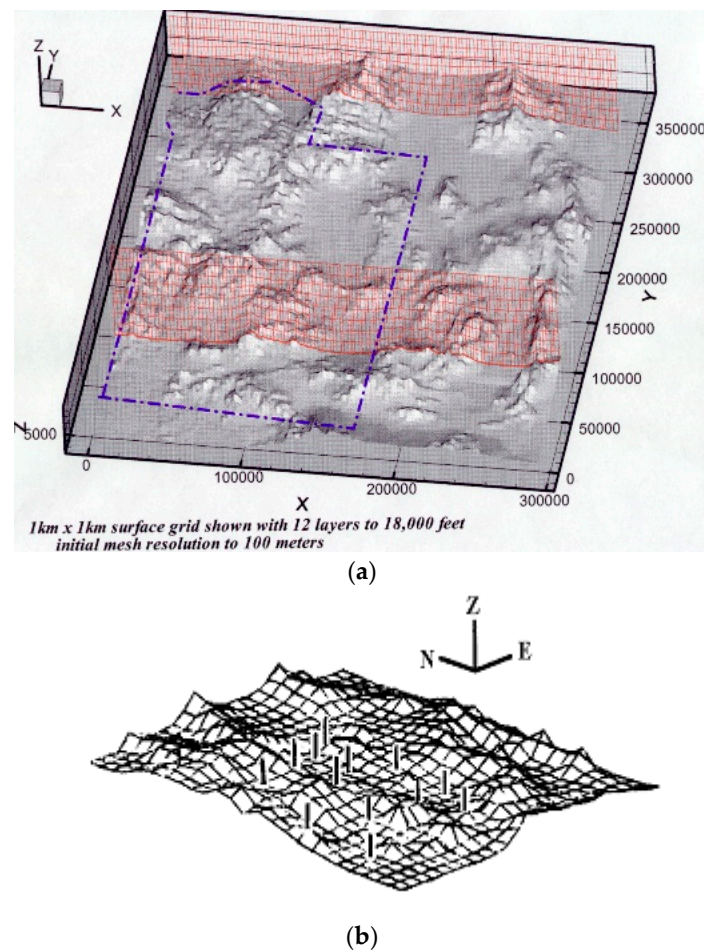 Z
Y
X
350000
300000
250000
200000
Y
150000
100000
50000
0
Z
5000
0
100000
200000
300000
X
1km x 1km surface grid shown with 12 layers to 18,000 feet
initial mesh resolution to 100 meters
(a)
Z
N
E
(b)